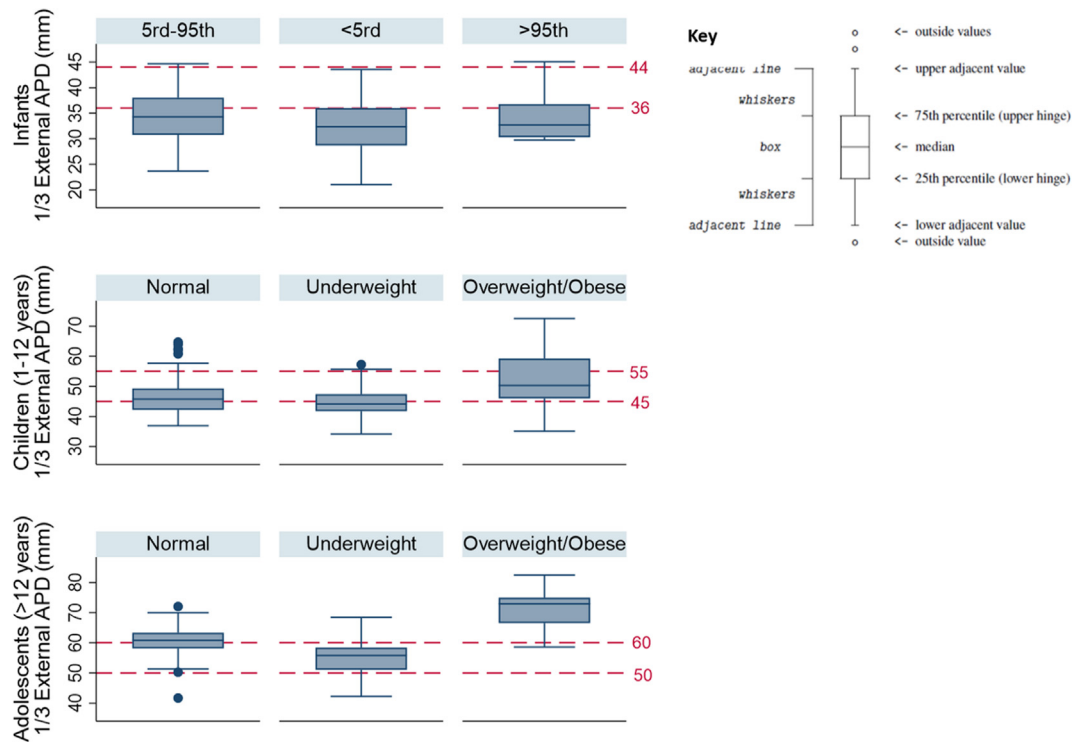 5rd-95th <5rd >95th
Infants
1/3 External APD (mm)
45
40
35
30
25
20
44
36
Key
<- outside values
adjacent line <- upper adjacent value
whiskers
<- 75th percentile (upper hinge)
box <- median
<- 25th percentile (lower hinge)
whiskers
adjacent line <- lower adjacent value
<- outside value
Normal Underweight Overweight/Obese
Children (1-12 years)
1/3 External APD (mm)
70
60
50
40
30
55
45
Normal Underweight Overweight/Obese
Adolescents (>12 years)
1/3 External APD (mm)
80
70
60
50
40
60
50